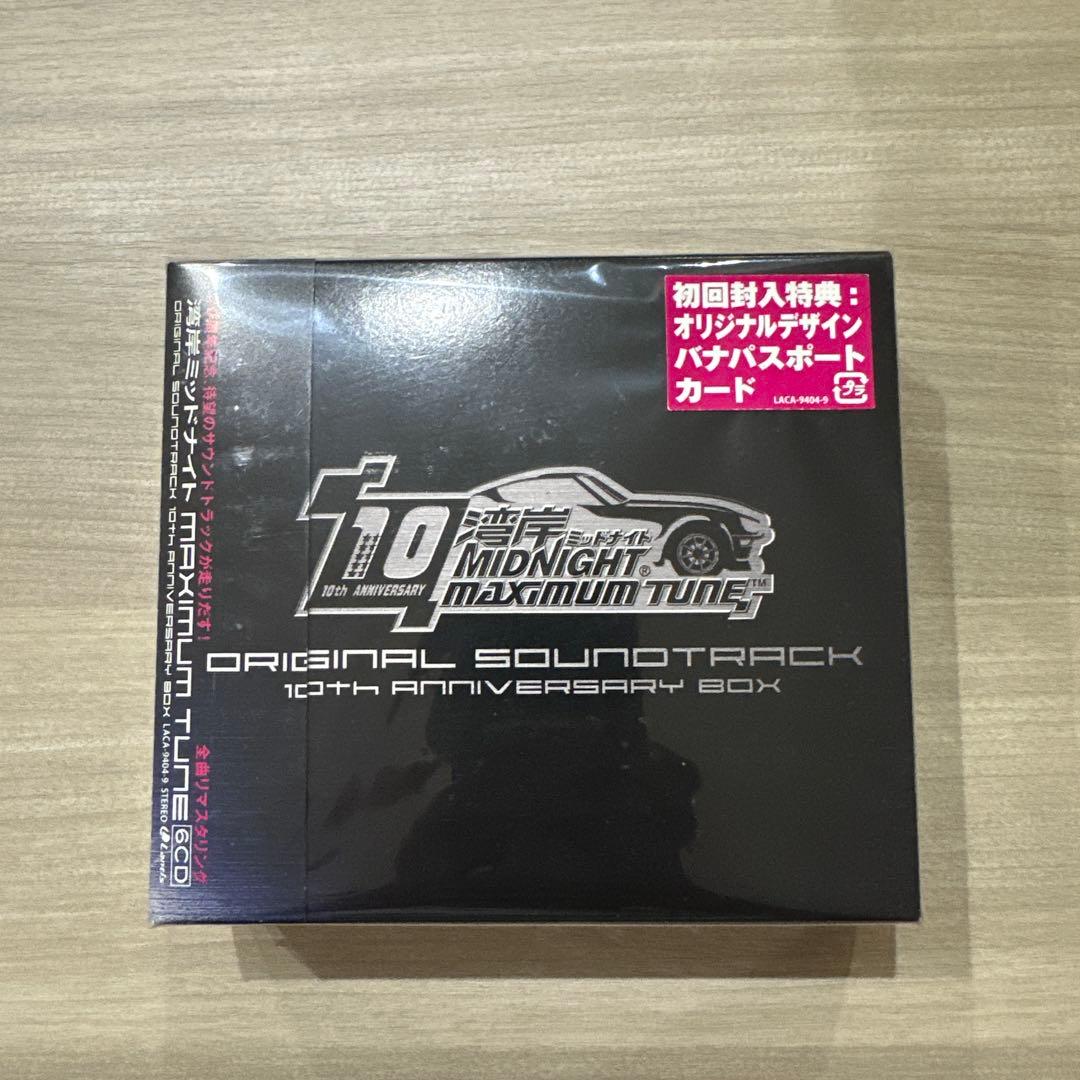 初回封入特典：
オリジナルデザイン
バナパスポート
カード
LACA-9404-9
プラ
10
10th ANNIVERSARY
湾岸
ミッドナイト
MIDNIGHT®
MAXIMUM TUNE™
ORIGINAL SOUNDTRACK
10th ANNIVERSARY BOX
待望のサウンドトラックが走りだす!
全曲リマスタリング
湾岸ミッドナイト MAXIMUM TUNE 6CD
ORIGINAL SOUNDTRACK 10th ANNIVERSARY BOX LACA-9404-9 STEREO Lantis